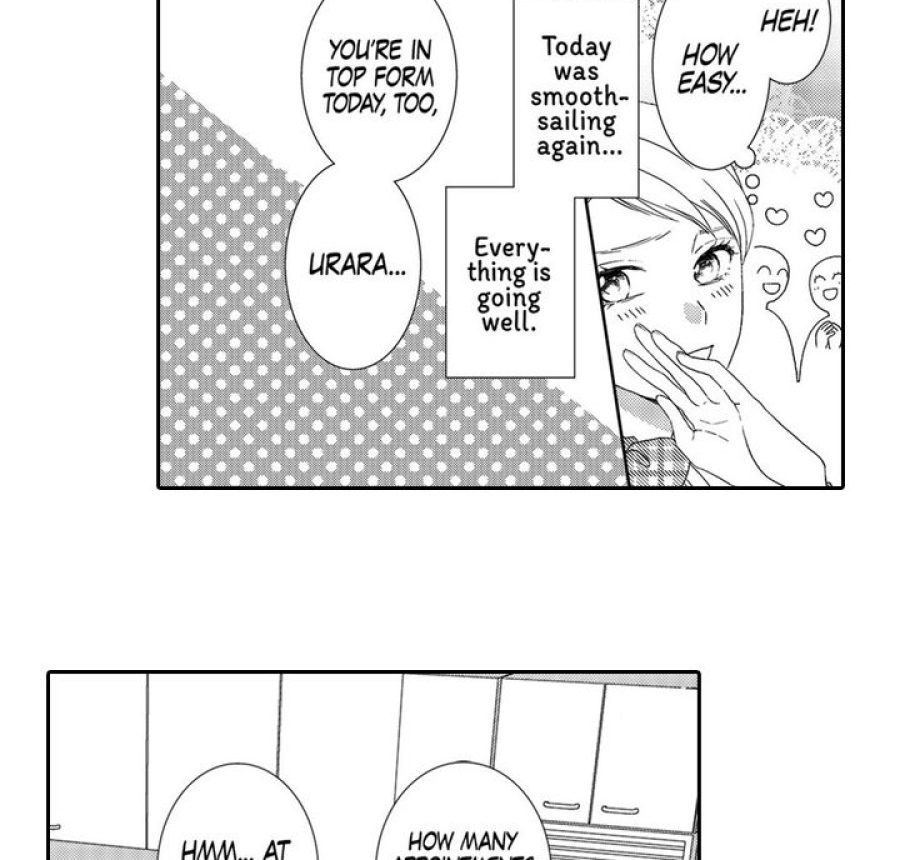 HEH!
HOW
EASY...
Today
was
smooth-
sailing
again...
Every-
thing is
going
well.
YOU'RE IN
TOP FORM
TODAY, TOO,
URARA...
HOW MANY
APPOINTMENTS
HMM... AT